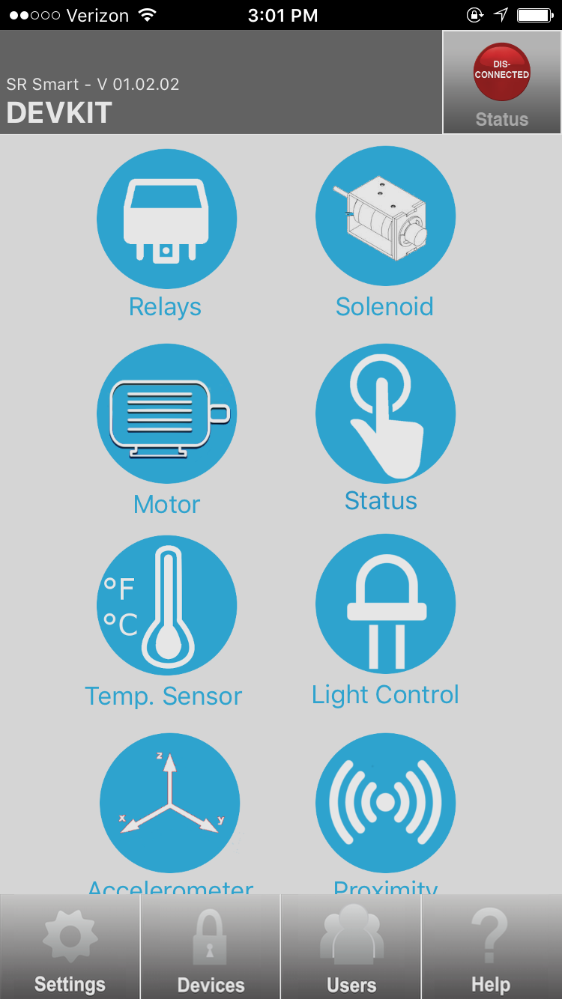 Verizon 3:01 PM
SR Smart - V 01.02.02
DEVKIT
DIS-
CONNECTED
Status
Relays Solenoid
Motor Status
°F
°C
Temp. Sensor Light Control
z
x y
Accelerometer Proximity
Settings Devices Users Help